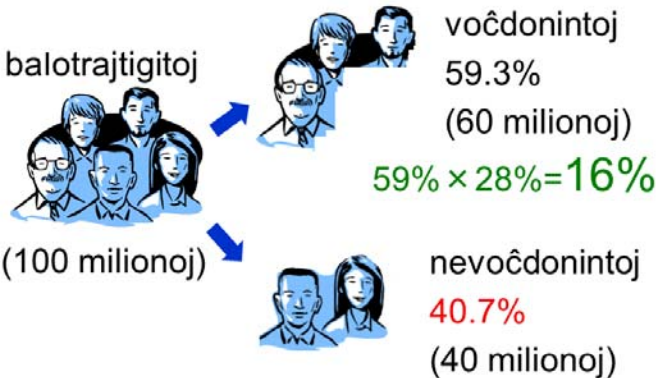 balotrajtigitoj
(100 milionoj)
voĉdonintoj
59.3%
(60 milionoj)
59% × 28%=16%
nevoĉdonintoj
40.7%
(40 milionoj)